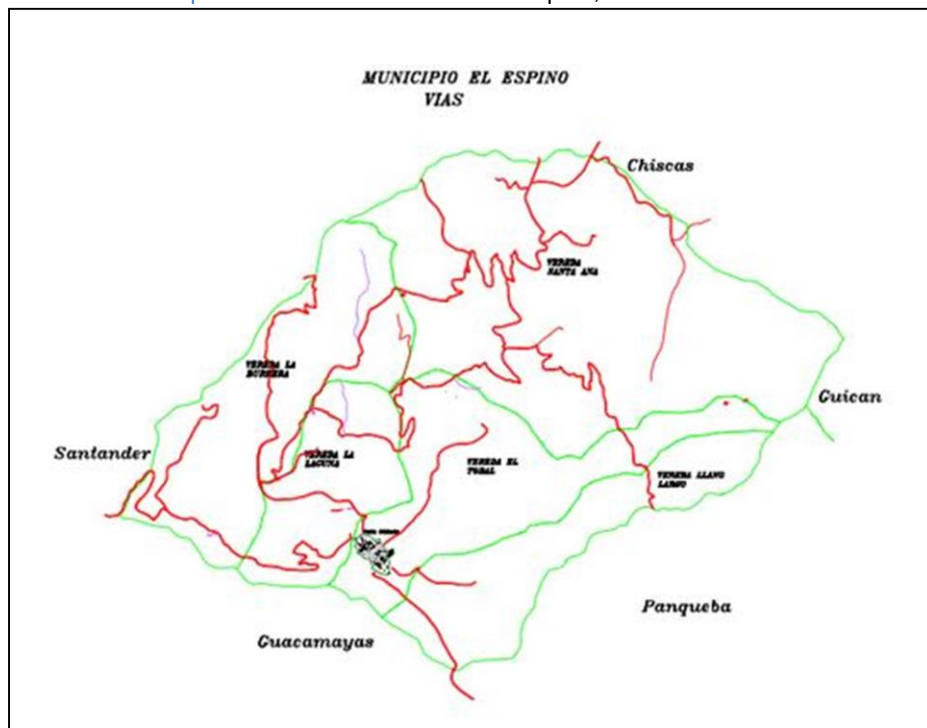 MUNICIPIO EL ESPINO
VIAS
Chiscas
VEREDA
SANTA ANA
VEREDA LA
BURRERA
Guican
Santander
VEREDA LA
LAGUNA
VEREDA EL
TOBAL
VEREDA LLANO
LARGO
Panqueba
Guacamayas